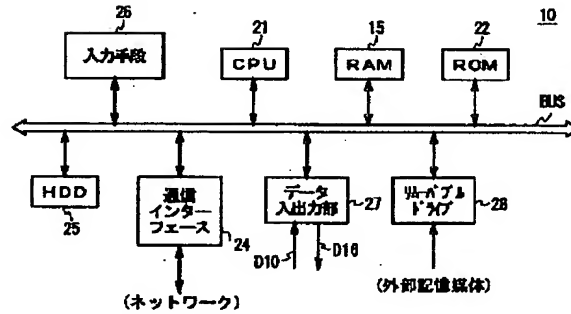 10
26
入力手段
21
CPU
15
RAM
22
ROM
BUS
HDD
25
通信
インター
フェース
24
データ
入出力部
27
リムーバブル
ドライブ
28
D10
D16
(ネットワーク)
(外部記憶媒体)